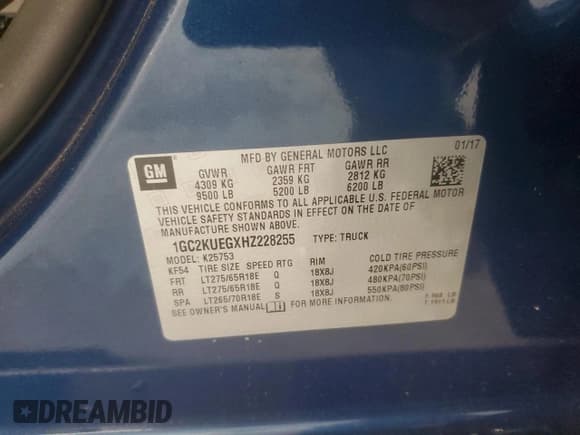 GM
MFD BY GENERAL MOTORS LLC 01/17
GVWR GAWR FRT GAWR RR
4309 KG 2359 KG 2812 KG
9500 LB 5200 LB 6200 LB
THIS VEHICLE CONFORMS TO ALL APPLICABLE U.S. FEDERAL MOTOR
VEHICLE SAFETY STANDARDS IN EFFECT ON THE DATE OF
MANUFACTURE SHOWN ABOVE.
1GC2KUEGXHZ228255 TYPE: TRUCK
MODEL: K25753
KF54 TIRE SIZE SPEED RTG RIM COLD TIRE PRESSURE
FRT LT275/65R18E Q 18X8J 420KPA(60PSI)
RR LT275/65R18E Q 18X8J 480KPA(70PSI)
SPA LT265/70R18E S 18X8J 550KPA(80PSI)
SEE OWNER'S MANUAL FOR MORE INFORMATION.
DREAMBID